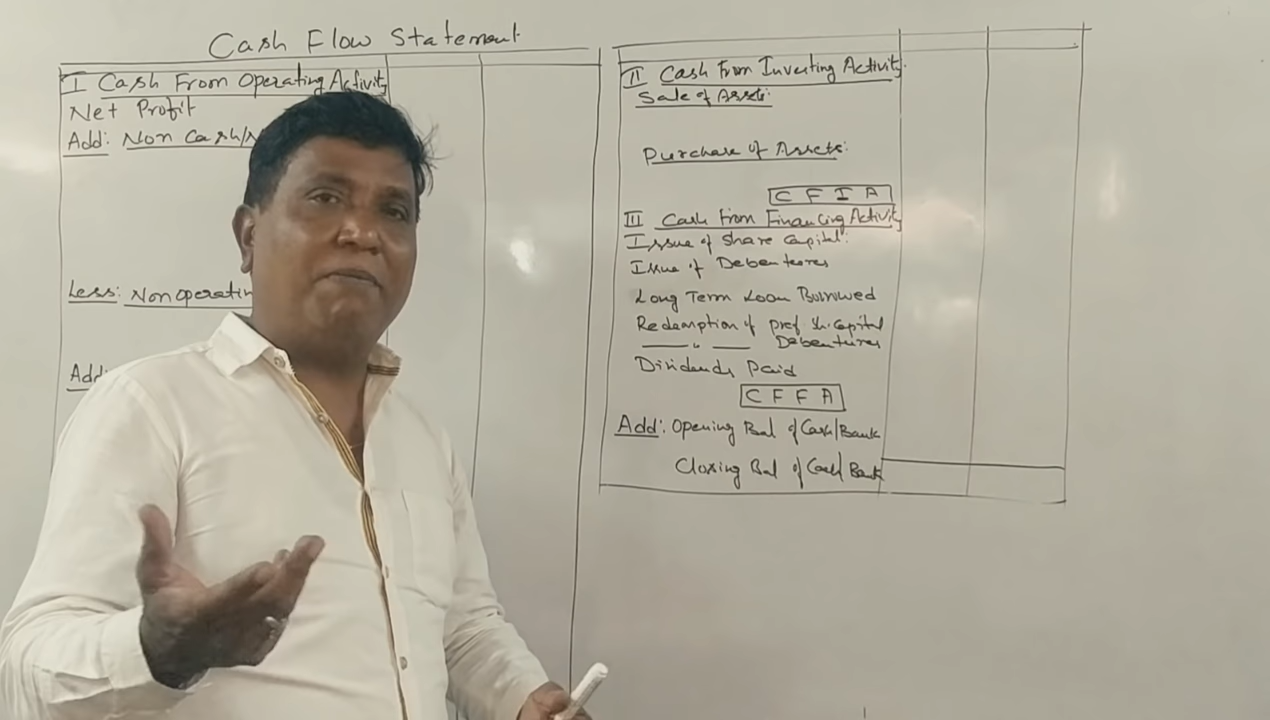 Cash Flow Statement
I Cash From Operating Activity
Net Profit
Add: Non Cash/N
Less: Non operatin
Add
II Cash From Investing Activity
Sale of Assets:
Purchase of Assets:
C F I A
III Cash From Financing Activity
Issue of Share Capital:
Issue of Debentures
Long Term Loan Borrowed
Redemption of Pref Sh. Capital
—— " —— Debentures
Dividends Paid
C F F A
Add: Opening Bal of Cash/Bank
Closing Bal of Cash/Bank